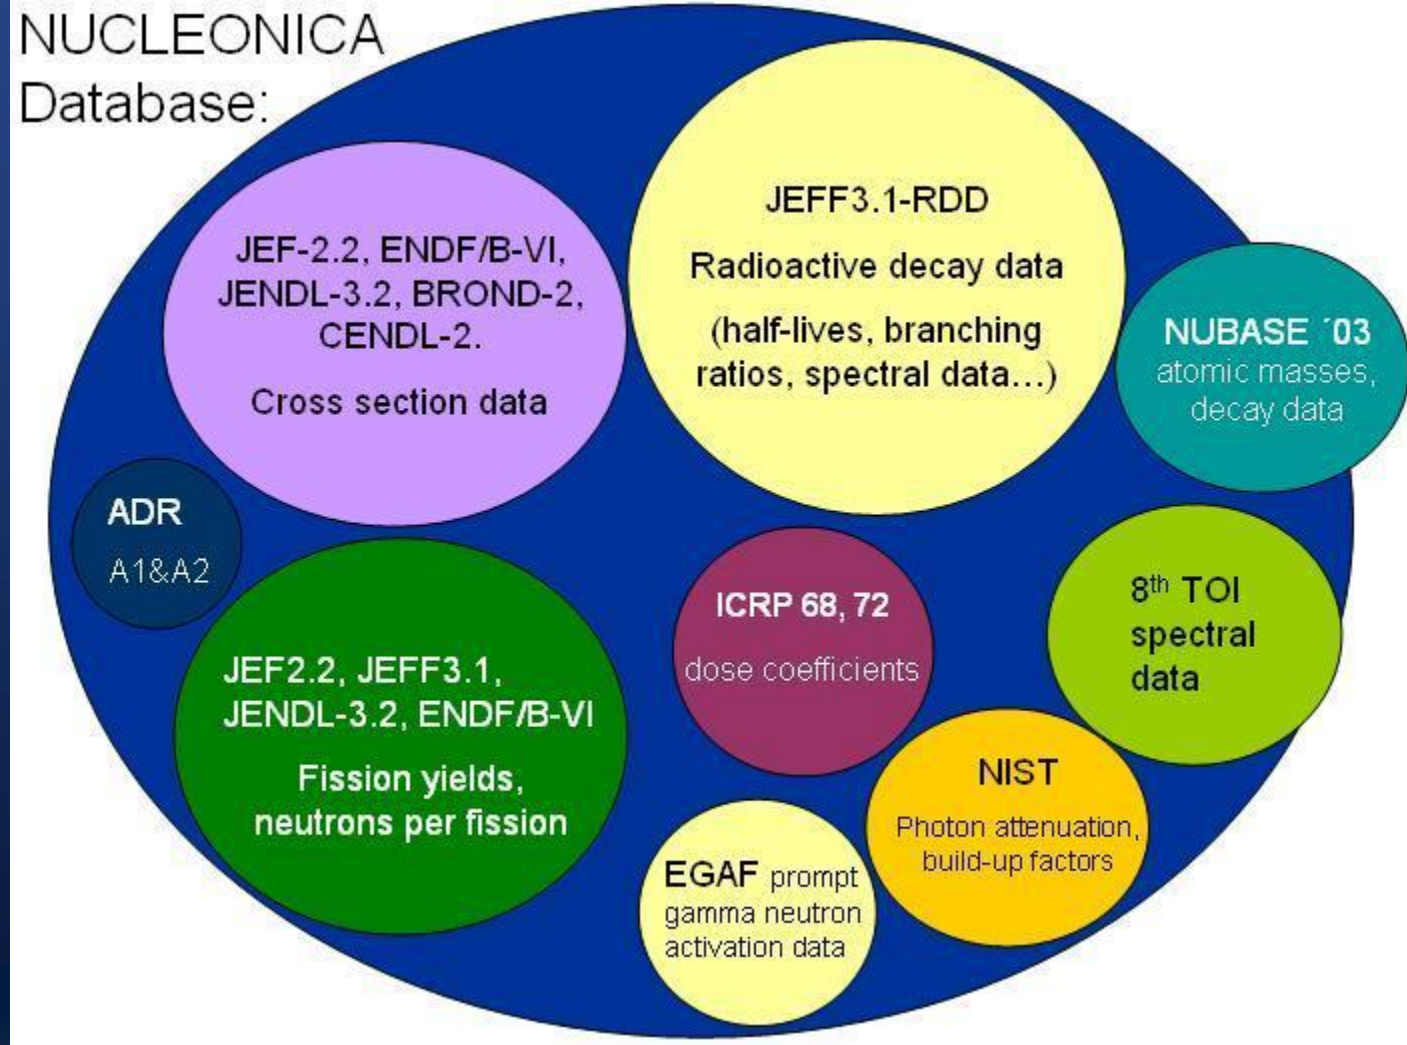 NUCLEONICA
Database:
JEF-2.2, ENDF/B-VI,
JENDL-3.2, BROND-2,
CENDL-2.
Cross section data
JEFF3.1-RDD
Radioactive decay data
(half-lives, branching
ratios, spectral data…)
NUBASE ´03
atomic masses,
decay data
ADR
A1&A2
ICRP 68, 72
dose coefficients
8th TOI
spectral
data
JEF2.2, JEFF3.1,
JENDL-3.2, ENDF/B-VI
Fission yields,
neutrons per fission
NIST
Photon attenuation,
build-up factors
EGAF prompt
gamma neutron
activation data